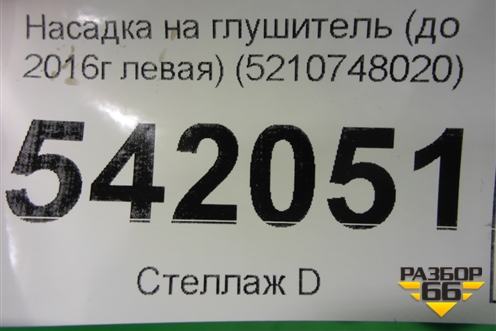 Насадка на глушитель (до
2016г левая) (5210748020)
542051
Стеллаж D
РАЗБОР
66